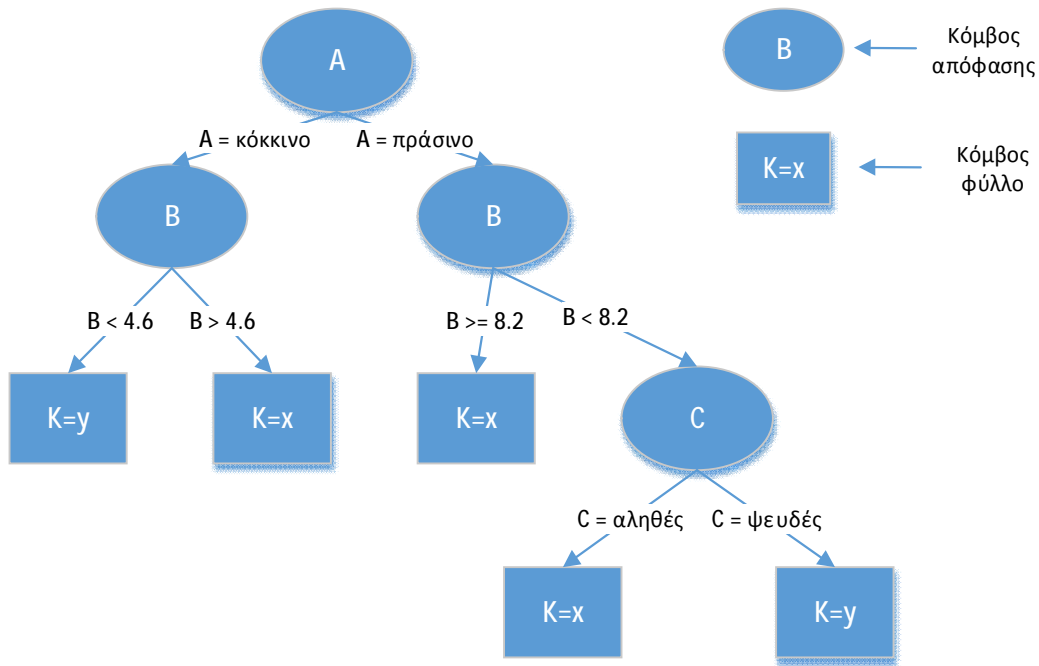 A
B
Κόμβος
απόφασης
A = κόκκινο
A = πράσινο
K=x
Κόμβος
φύλλο
B
B
B < 4.6
B > 4.6
B >= 8.2
B < 8.2
K=y
K=x
K=x
C
C = αληθές
C = ψευδές
K=x
K=y